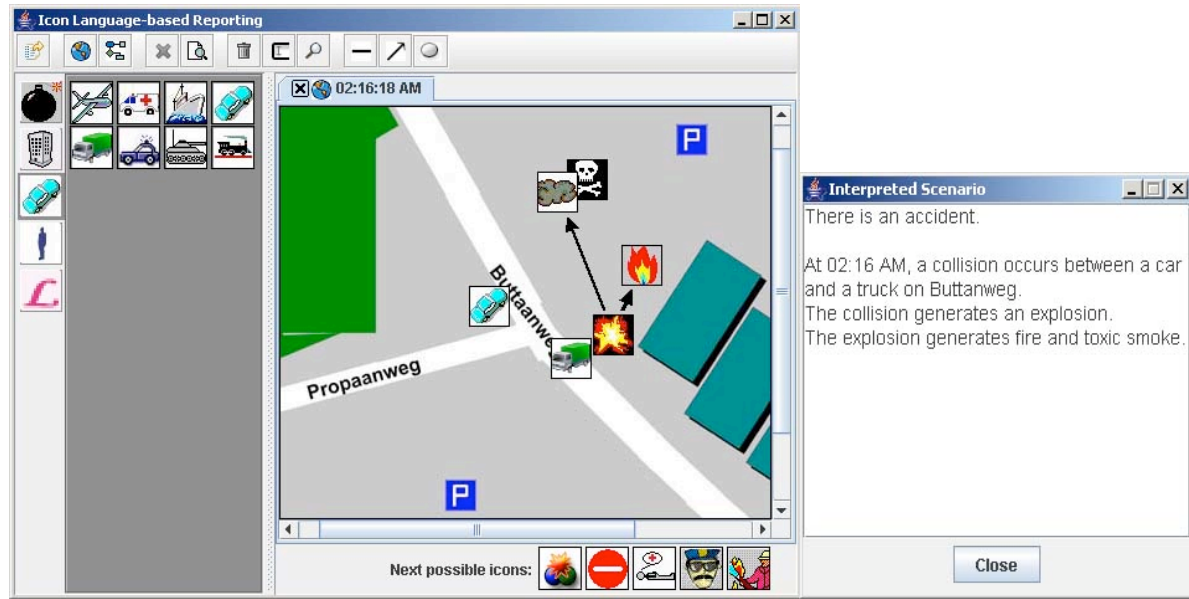 Icon Language-based Reporting
02:16:18 AM
P
Buttaanweg
Propaanweg
P
Next possible icons:
Interpreted Scenario
There is an accident.
At 02:16 AM, a collision occurs between a car
and a truck on Buttanweg.
The collision generates an explosion.
The explosion generates fire and toxic smoke.
Close